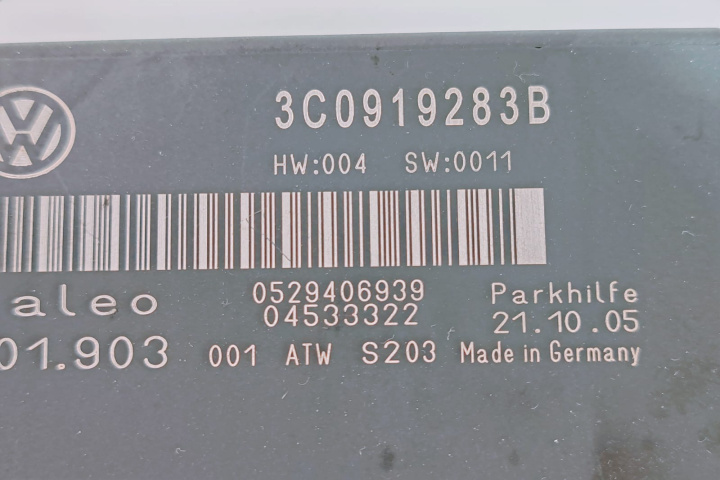 3C0919283B
HW:004 SW:0011
aleo 0529406939 Parkhilfe
04533322 21.10.05
01.903 001 ATW S203 Made in Germany